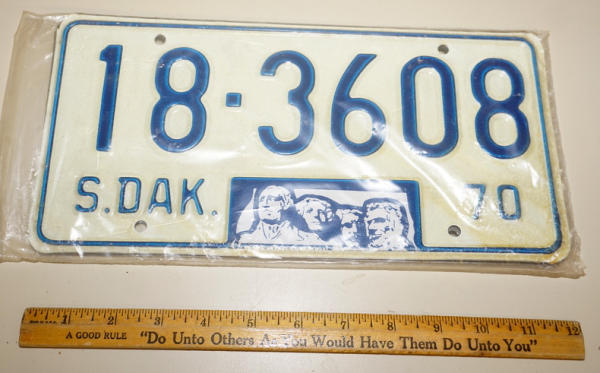 18·3608
S.DAK. 70
1 2 3 4 5 6 7 8 9 10 11 12
A GOOD RULE "Do Unto Others As You Would Have Them Do Unto You"